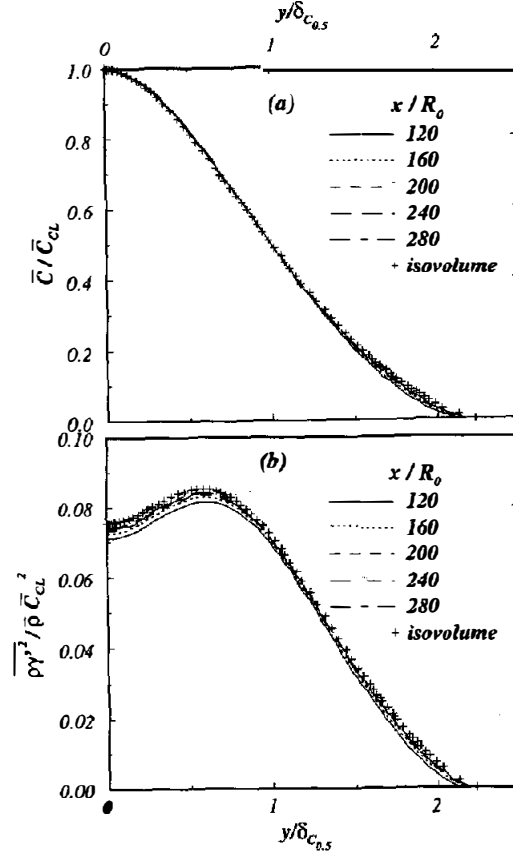 y/δC0.5
0 1 2
1.0
(a)
x / R0
120
0.8
160
200
0.6
240
280
+ isovolume
C̅ / C̅CL
0.4
0.2
0.0
0.10
(b)
x / R0
120
0.08
160
200
240
0.06
280
+ isovolume
ργ'² / ρ̅ C̅CL²
0.04
0.02
0.00
0 1 2
y/δC0.5